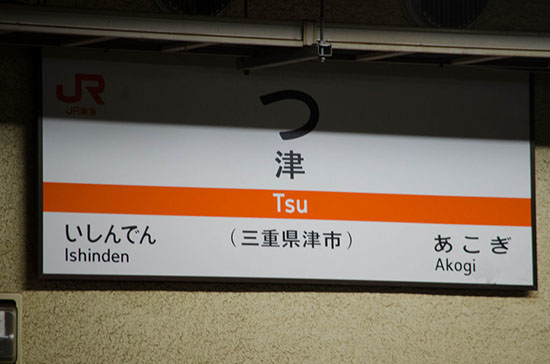 JR
JR東海
つ
津
Tsu
いしんでん
Ishinden
(三重県津市)
あこぎ
Akogi